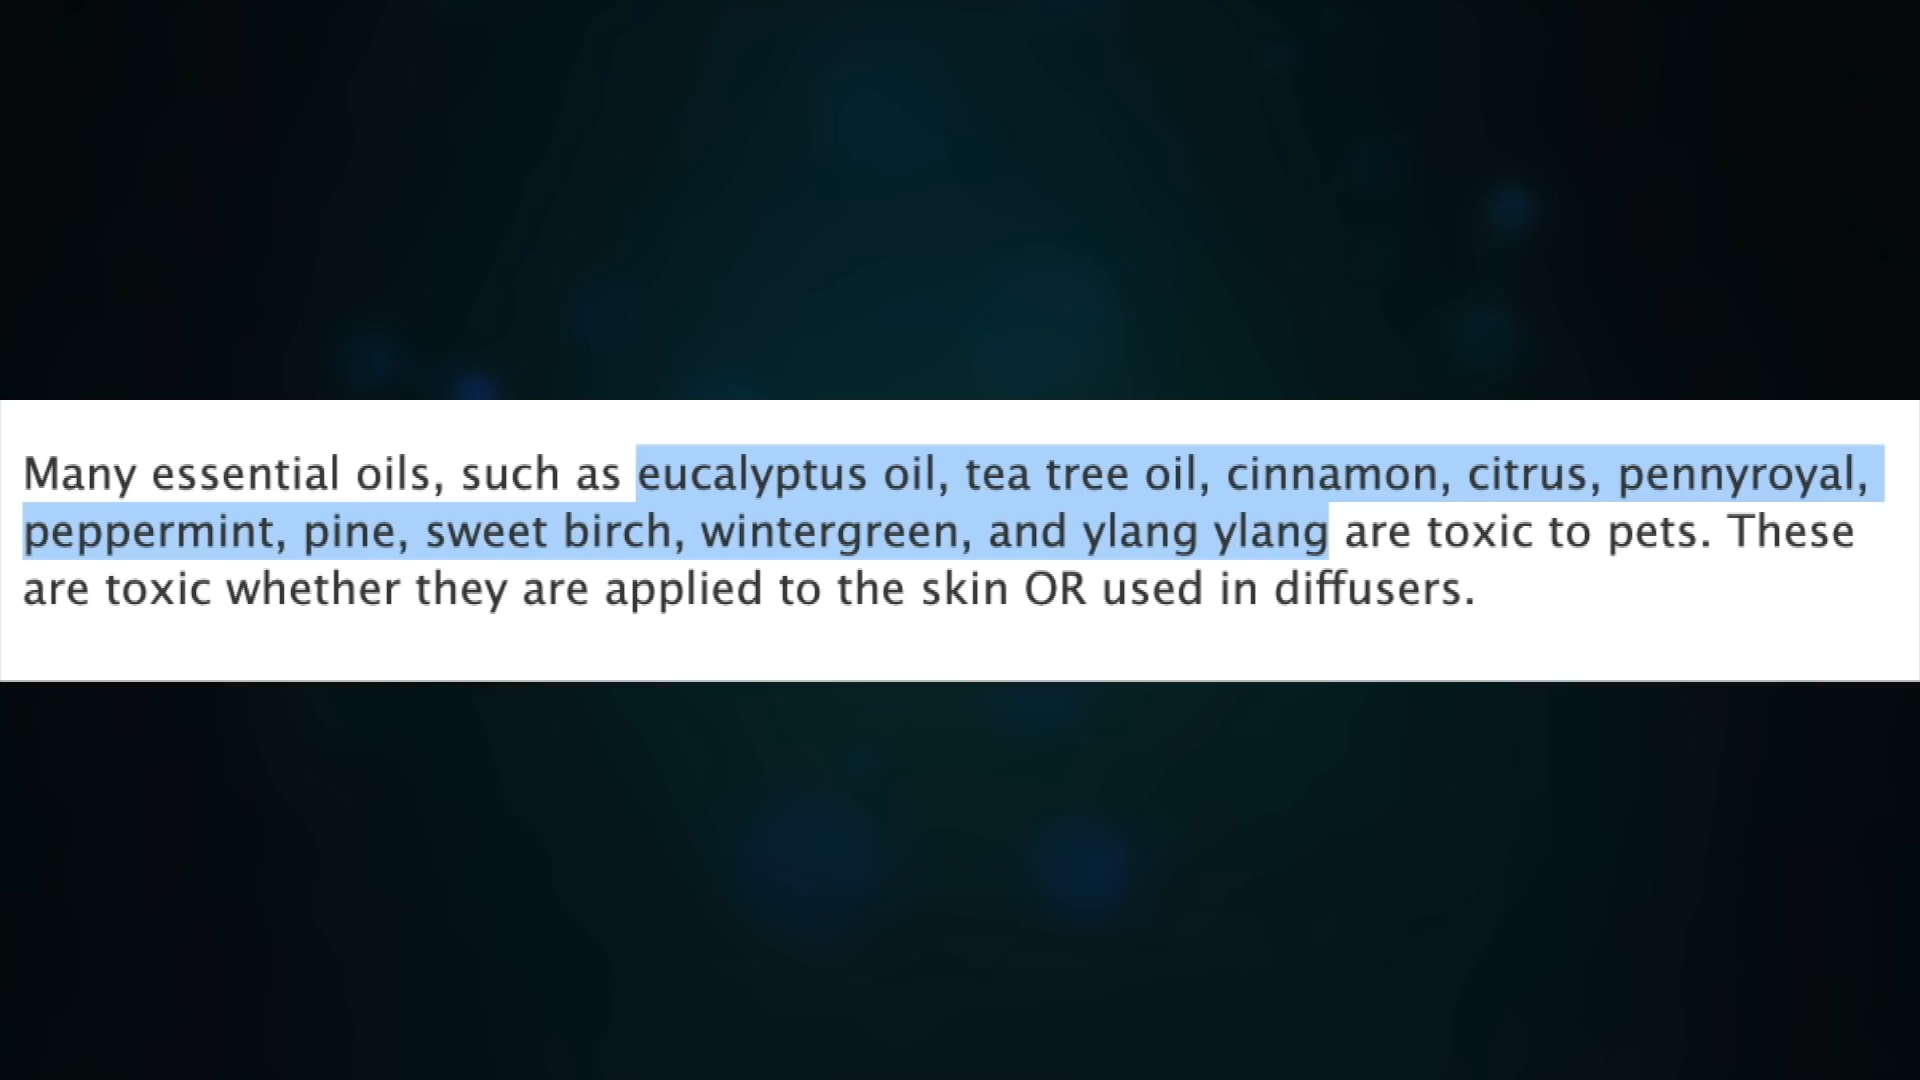 Many essential oils, such as eucalyptus oil, tea tree oil, cinnamon, citrus, pennyroyal,
peppermint, pine, sweet birch, wintergreen, and ylang ylang are toxic to pets. These
are toxic whether they are applied to the skin OR used in diffusers.